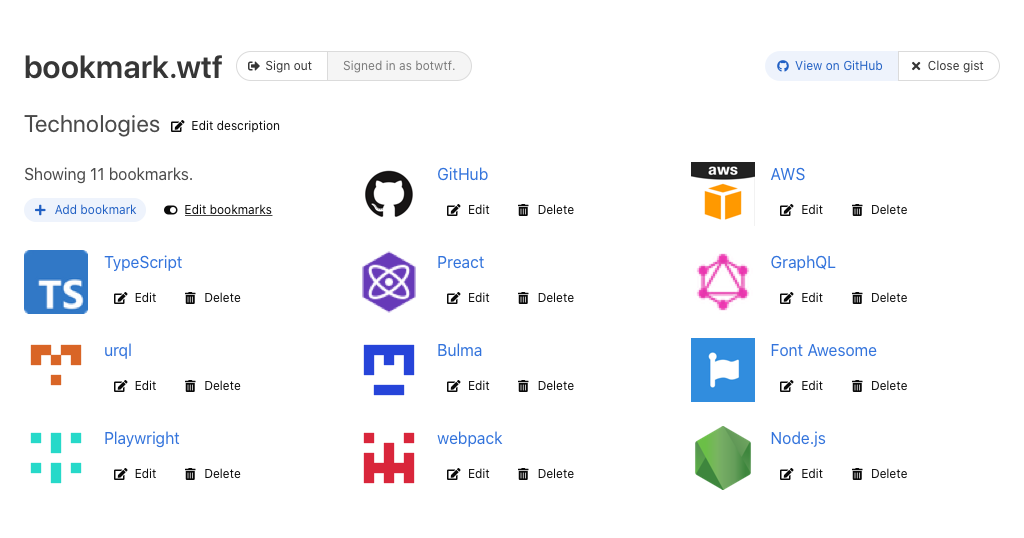 bookmark.wtf Sign out Signed in as botwtf. View on GitHub Close gist
Technologies Edit description
Showing 11 bookmarks.
Add bookmark Edit bookmarks
GitHub
Edit Delete
aws
AWS
Edit Delete
TS
TypeScript
Edit Delete
Preact
Edit Delete
GraphQL
Edit Delete
urql
Edit Delete
Bulma
Edit Delete
Font Awesome
Edit Delete
Playwright
Edit Delete
webpack
Edit Delete
Node.js
Edit Delete